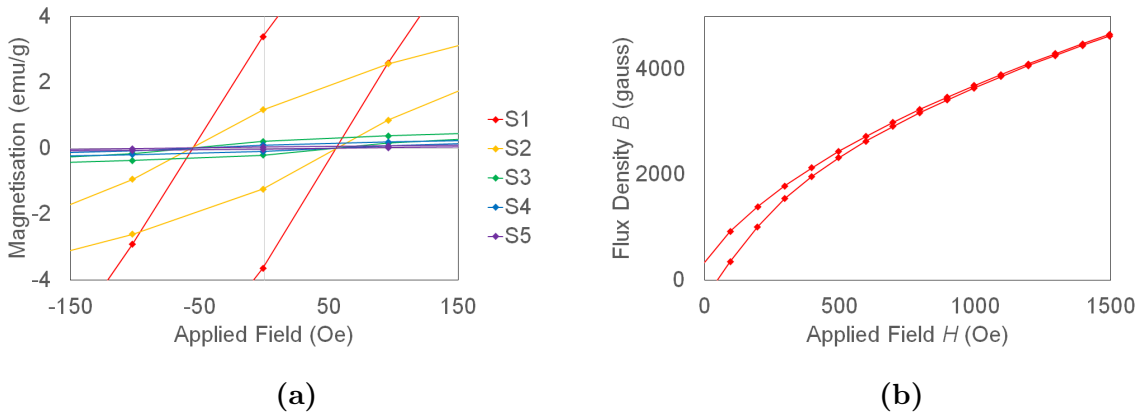 Magnetisation (emu/g)
4
2
0
-2
-4
-150
-50
50
150
Applied Field (Oe)
S1
S2
S3
S4
S5
(a)
Flux Density B (gauss)
4000
2000
0
0
500
1000
1500
Applied Field H (Oe)
(b)